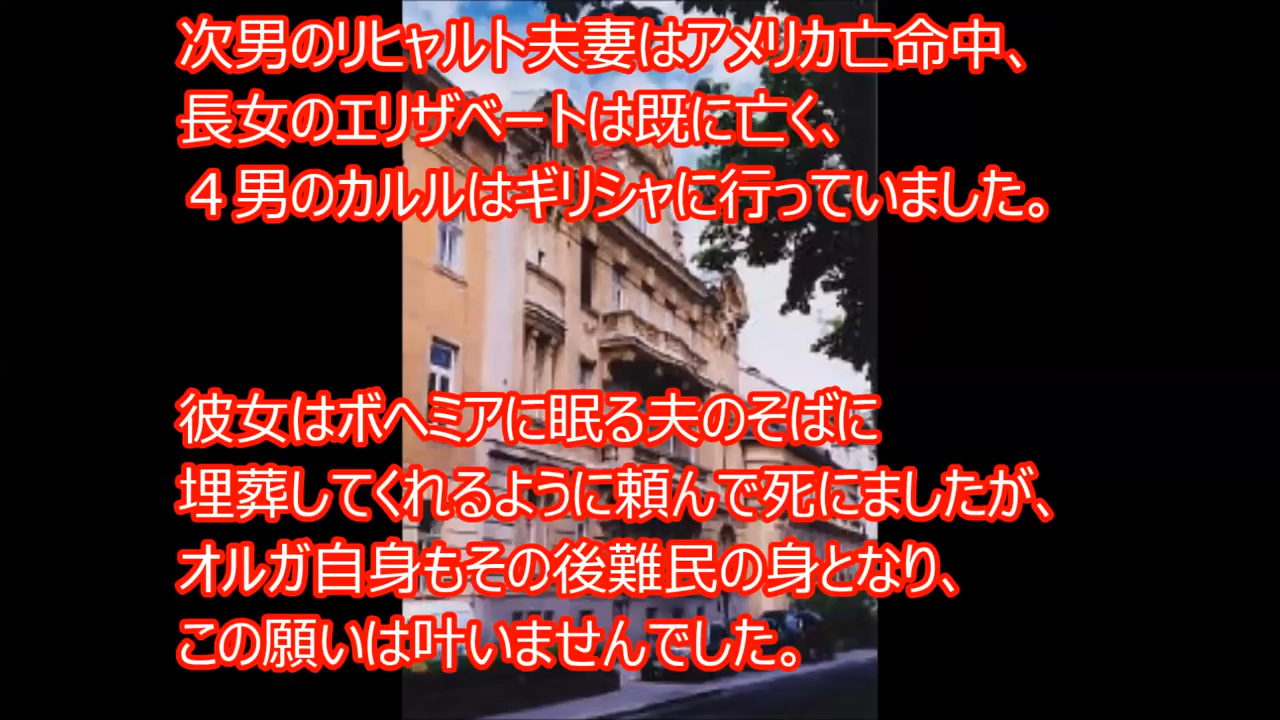 次男のリヒャルト夫妻はアメリカ亡命中、
長女のエリザベートは既に亡く、
４男のカルルはギリシャに行っていました。
彼女はボヘミアに眠る夫のそばに
埋葬してくれるように頼んで死にましたが、
オルガ自身もその後難民の身となり、
この願いは叶いませんでした。